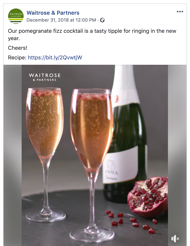 Waitrose & Partners
December 31, 2018 at 12:00 PM
Our pomegranate fizz cocktail is a tasty tipple for ringing in the new
year.
Cheers!
Recipe: https://bit.ly/2QvwtjW
WAITROSE
& PARTNERS